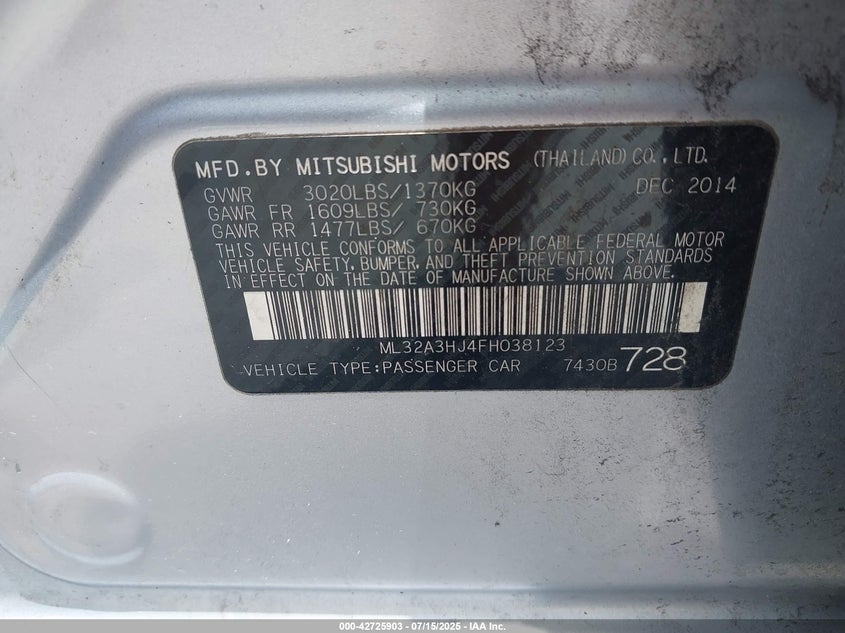 MFD.BY MITSUBISHI MOTORS (THAILAND) CO., LTD.
GVWR 3020LBS/1370KG DEC 2014
GAWR FR 1609LBS/ 730KG
GAWR RR 1477LBS/ 670KG
THIS VEHICLE CONFORMS TO ALL APPLICABLE FEDERAL MOTOR
VEHICLE SAFETY, BUMPER, AND THEFT PREVENTION STANDARDS
IN EFFECT ON THE DATE OF MANUFACTURE SHOWN ABOVE.
ML32A3HJ4FH038123
VEHICLE TYPE:PASSENGER CAR 7430B 728
000-42725903 - 07/15/2025 - IAA Inc.